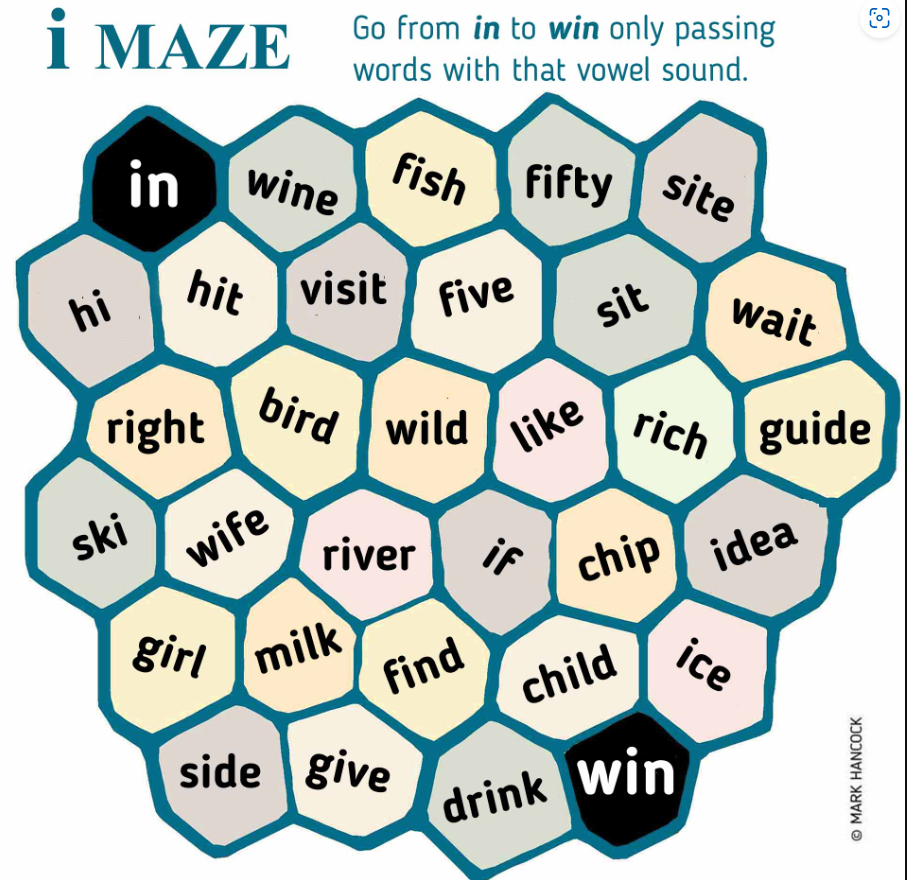 i MAZE
Go from in to win only passing
words with that vowel sound.
in wine fish fifty site
hi hit visit five sit wait
right bird wild like rich guide
ski wife river if chip idea
girl milk find child ice
side give drink win
© MARK HANCOCK